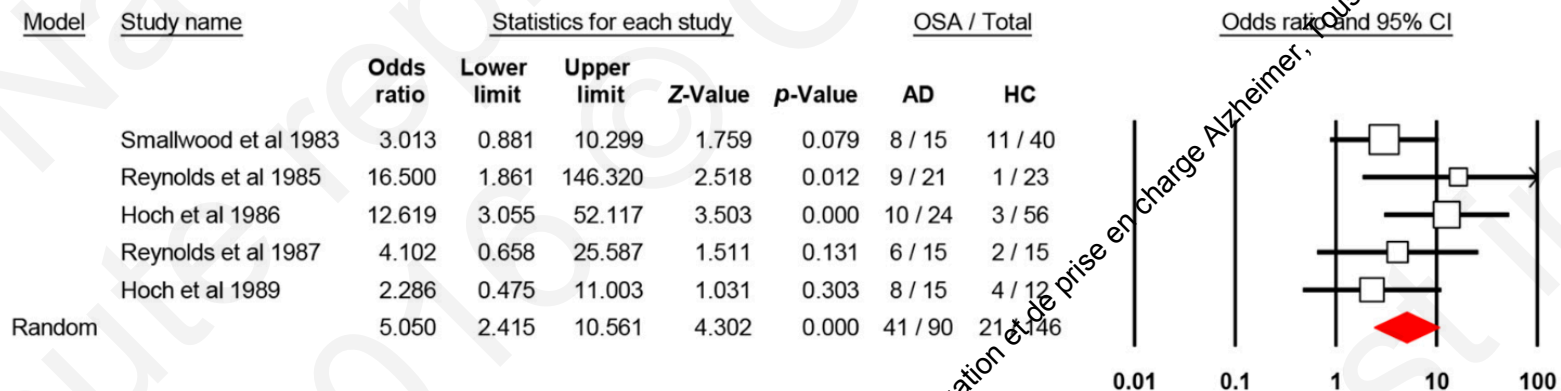 Model Study name Statistics for each study OSA / Total Odds ratio and 95% CI
Odds ratio Lower limit Upper limit Z-Value p-Value AD HC
Smallwood et al 1983 3.013 0.881 10.299 1.759 0.079 8 / 15 11 / 40
Reynolds et al 1985 16.500 1.861 146.320 2.518 0.012 9 / 21 1 / 23
Hoch et al 1986 12.619 3.055 52.117 3.503 0.000 10 / 24 3 / 56
Reynolds et al 1987 4.102 0.658 25.587 1.511 0.131 6 / 15 2 / 15
Hoch et al 1989 2.286 0.475 11.003 1.031 0.303 8 / 15 4 / 12
Random 5.050 2.415 10.561 4.302 0.000 41 / 90 21 / 146
0.01 0.1 1 10 100
et de prise en charge Alzheimer,